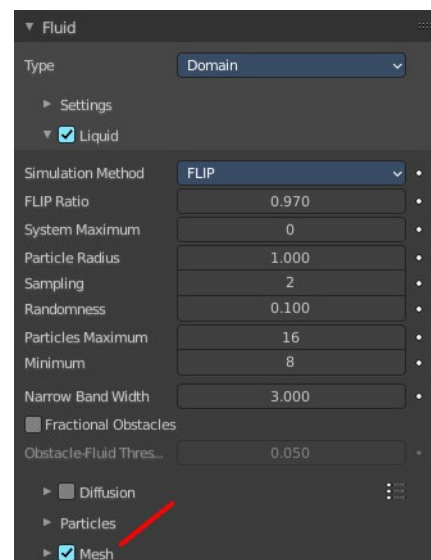 Fluid
Type Domain
Settings
Liquid
Simulation Method FLIP
FLIP Ratio 0.970
System Maximum 0
Particle Radius 1.000
Sampling 2
Randomness 0.100
Particles Maximum 16
Minimum 8
Narrow Band Width 3.000
Fractional Obstacles
Obstacle-Fluid Thres... 0.050
Diffusion
Particles
Mesh